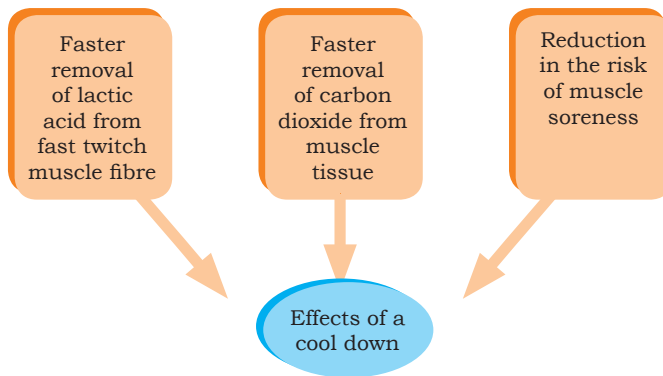 Faster
removal
of lactic
acid from
fast twitch
muscle fibre
Faster
removal
of carbon
dioxide from
muscle
tissue
Reduction
in the risk
of muscle
soreness
Effects of a
cool down